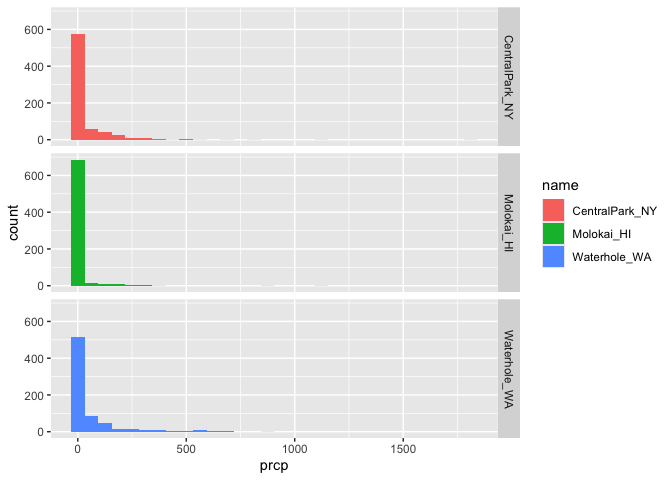 600
400
200
0
CentralPark_NY
600
400
200
0
Molokai_HI
600
400
200
0
Waterhole_WA
count
0 500 1000 1500
prcp
name
CentralPark_NY
Molokai_HI
Waterhole_WA